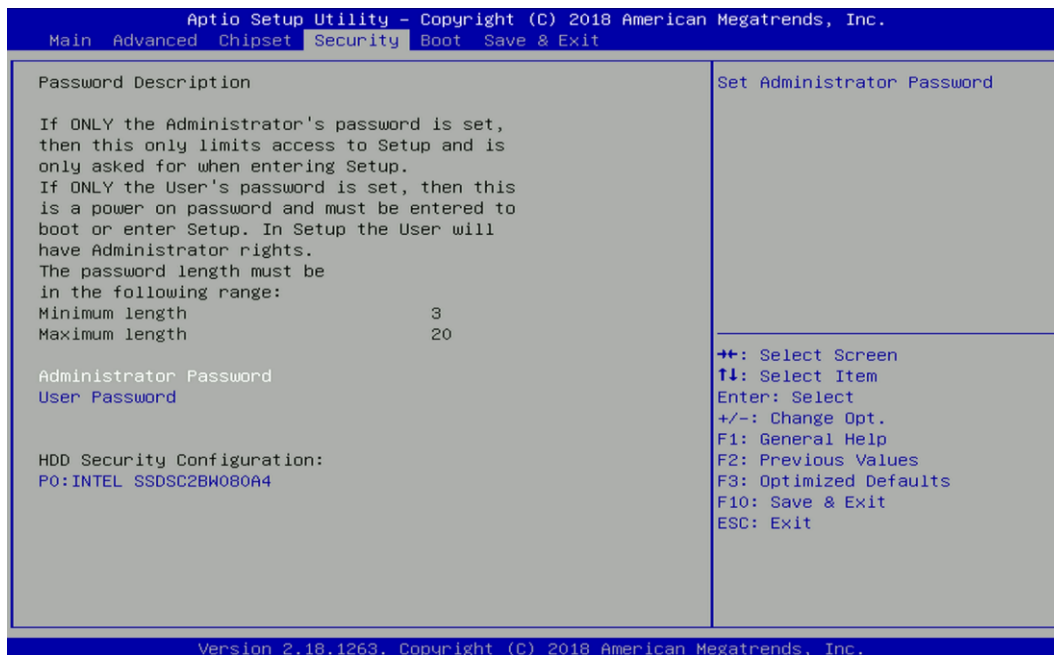 Aptio Setup Utility – Copyright (C) 2018 American Megatrends, Inc.
Main Advanced Chipset Security Boot Save & Exit
Password Description
If ONLY the Administrator's password is set,
then this only limits access to Setup and is
only asked for when entering Setup.
If ONLY the User's password is set, then this
is a power on password and must be entered to
boot or enter Setup. In Setup the User will
have Administrator rights.
The password length must be
in the following range:
Minimum length 3
Maximum length 20
Administrator Password
User Password
HDD Security Configuration:
P0:INTEL SSDSC2BW080A4
Set Administrator Password
→←: Select Screen
↑↓: Select Item
Enter: Select
+/-: Change Opt.
F1: General Help
F2: Previous Values
F3: Optimized Defaults
F10: Save & Exit
ESC: Exit
Version 2.18.1263. Copyright (C) 2018 American Megatrends, Inc.